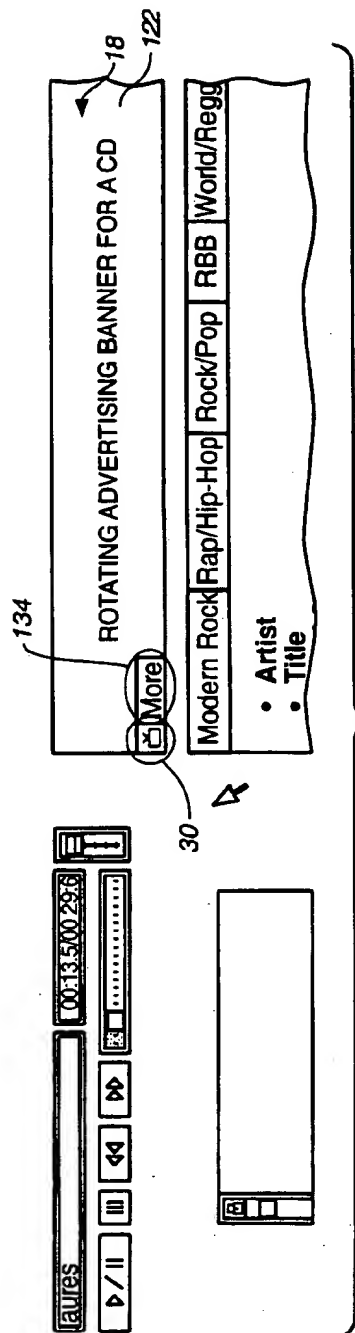 laures
00:13.5/00 29:6
ROTATING ADVERTISING BANNER FOR A CD
18
122
134
More
30
Modern Rock Rap/Hip-Hop Rock/Pop RBB World/Regg
• Artist
• Title